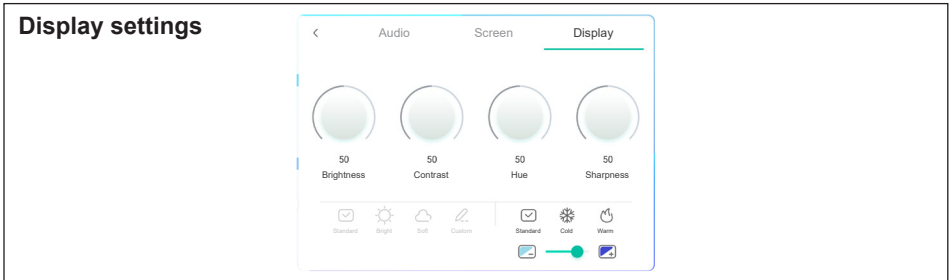 Display settings
Audio Screen Display
50 50 50 50
Brightness Contrast Hue Sharpness
Standard Bright Soft Custom Standard Cold Warm